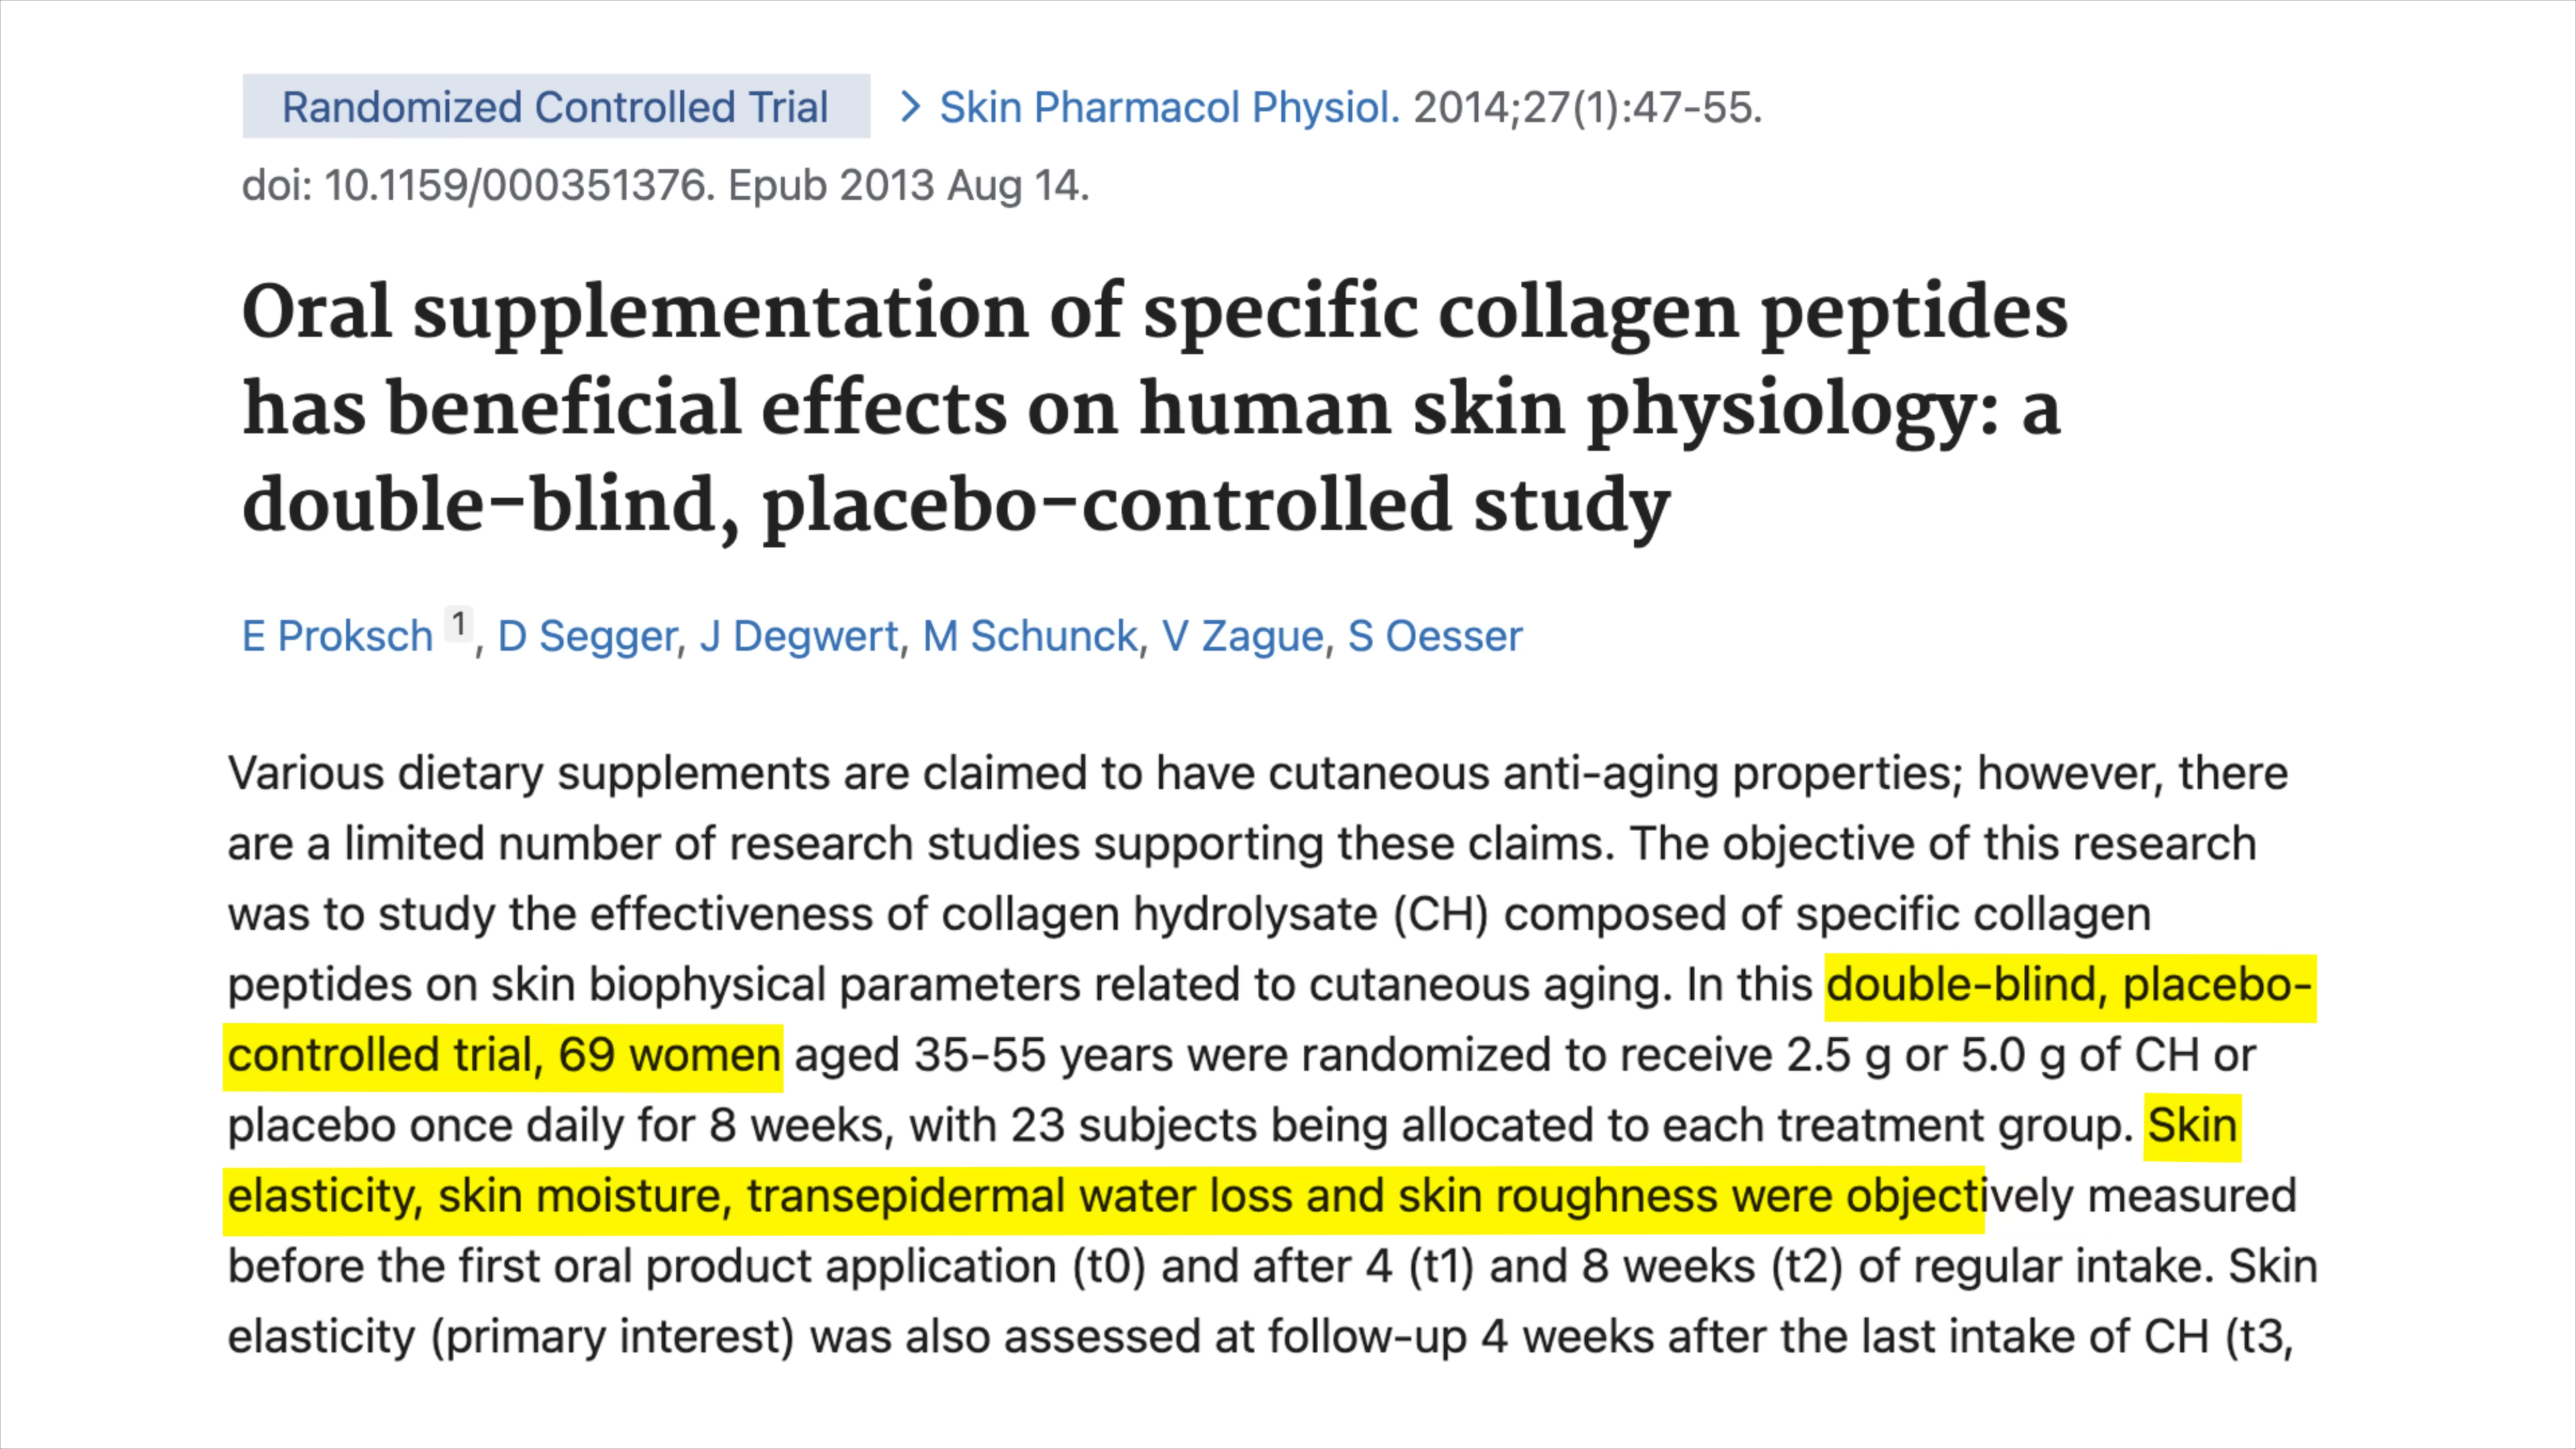 Randomized Controlled Trial > Skin Pharmacol Physiol. 2014;27(1):47-55.
doi: 10.1159/000351376. Epub 2013 Aug 14.
Oral supplementation of specific collagen peptides
has beneficial effects on human skin physiology: a
double-blind, placebo-controlled study
E Proksch 1, D Segger, J Degwert, M Schunck, V Zague, S Oesser
Various dietary supplements are claimed to have cutaneous anti-aging properties; however, there
are a limited number of research studies supporting these claims. The objective of this research
was to study the effectiveness of collagen hydrolysate (CH) composed of specific collagen
peptides on skin biophysical parameters related to cutaneous aging. In this double-blind, placebo-
controlled trial, 69 women aged 35-55 years were randomized to receive 2.5 g or 5.0 g of CH or
placebo once daily for 8 weeks, with 23 subjects being allocated to each treatment group. Skin
elasticity, skin moisture, transepidermal water loss and skin roughness were objectively measured
before the first oral product application (t0) and after 4 (t1) and 8 weeks (t2) of regular intake. Skin
elasticity (primary interest) was also assessed at follow-up 4 weeks after the last intake of CH (t3,